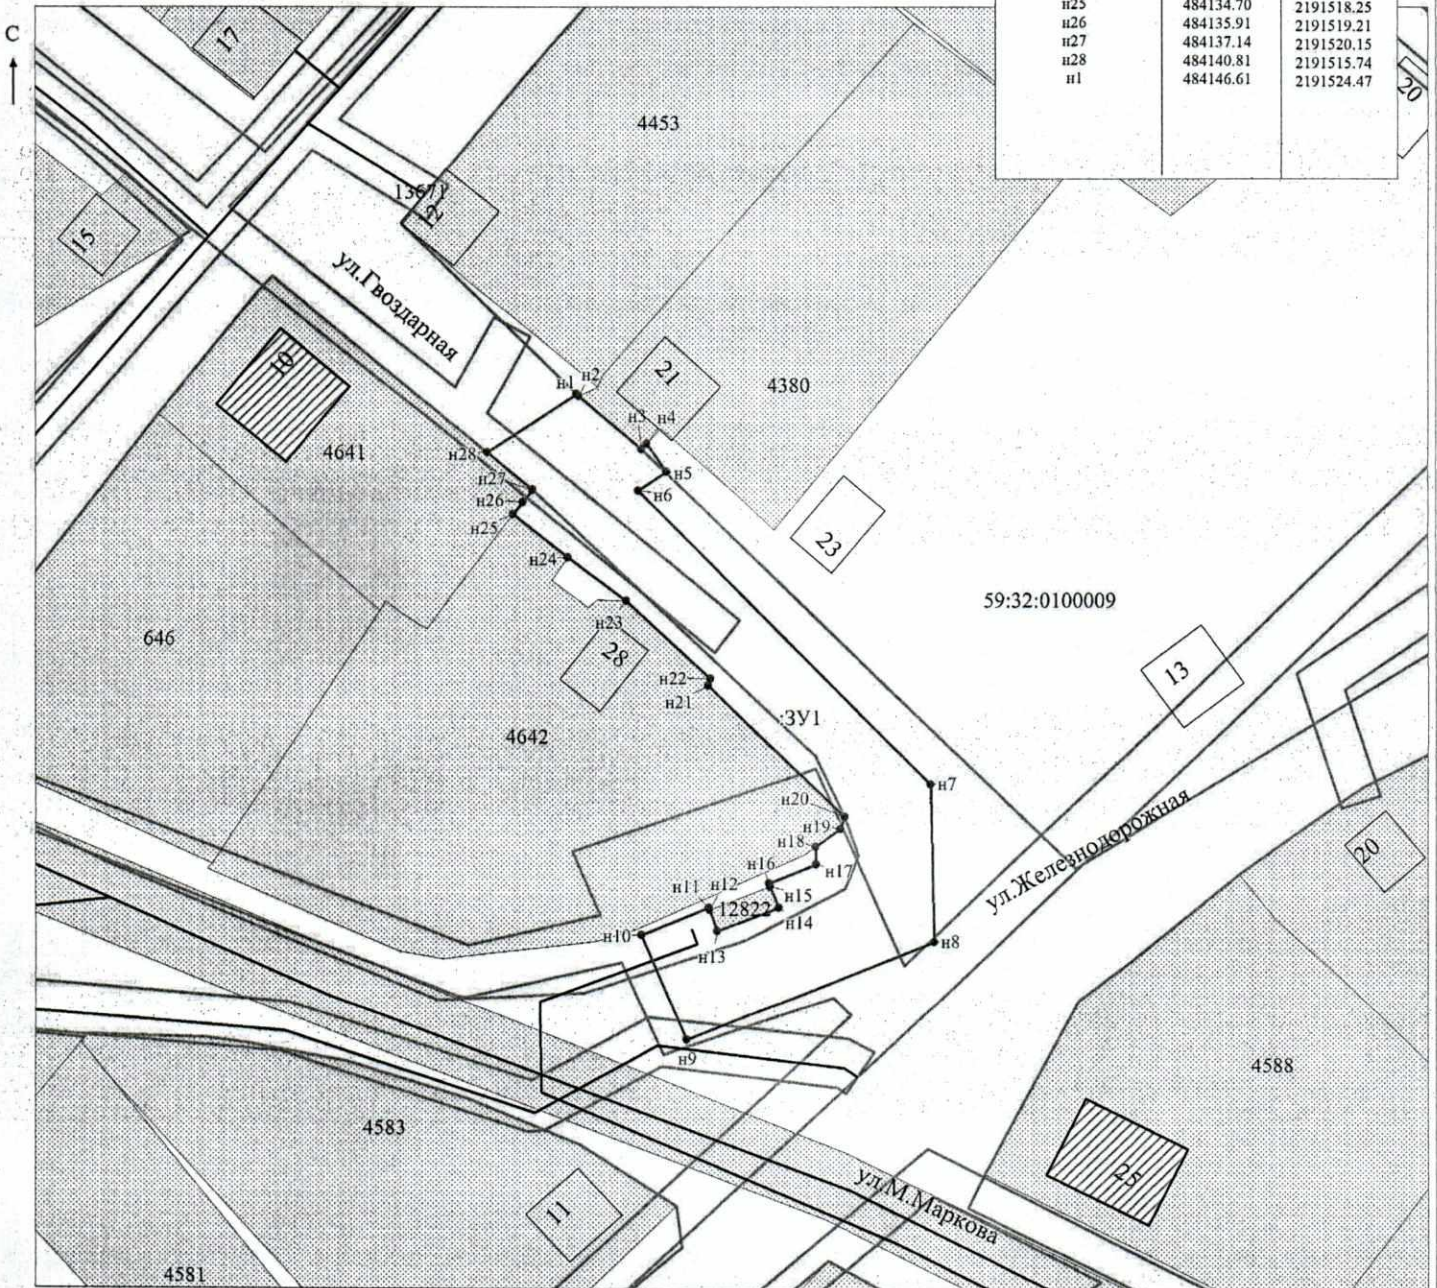 н25 484134.70 2191518.25
н26 484135.91 2191519.21
н27 484137.14 2191520.15
н28 484140.81 2191515.74
н1 484146.61 2191524.47
С
17
20
4453
13671
12
15
ул.Гвоздарная
10
н1
н2
21
4380
н3
н4
4641
н28
н5
н27
н6
н26
н25
23
н24
59:32:0100009
н23
646
28
13
н22
н21
:ЗУ1
4642
н7
н20
н19
н18
ул.Железнодорожная
20
н16
н17
н11
н12
н15
12822
н14
н10
н13
н8
н9
4588
4583
25
ул.М.Маркова
11
4581